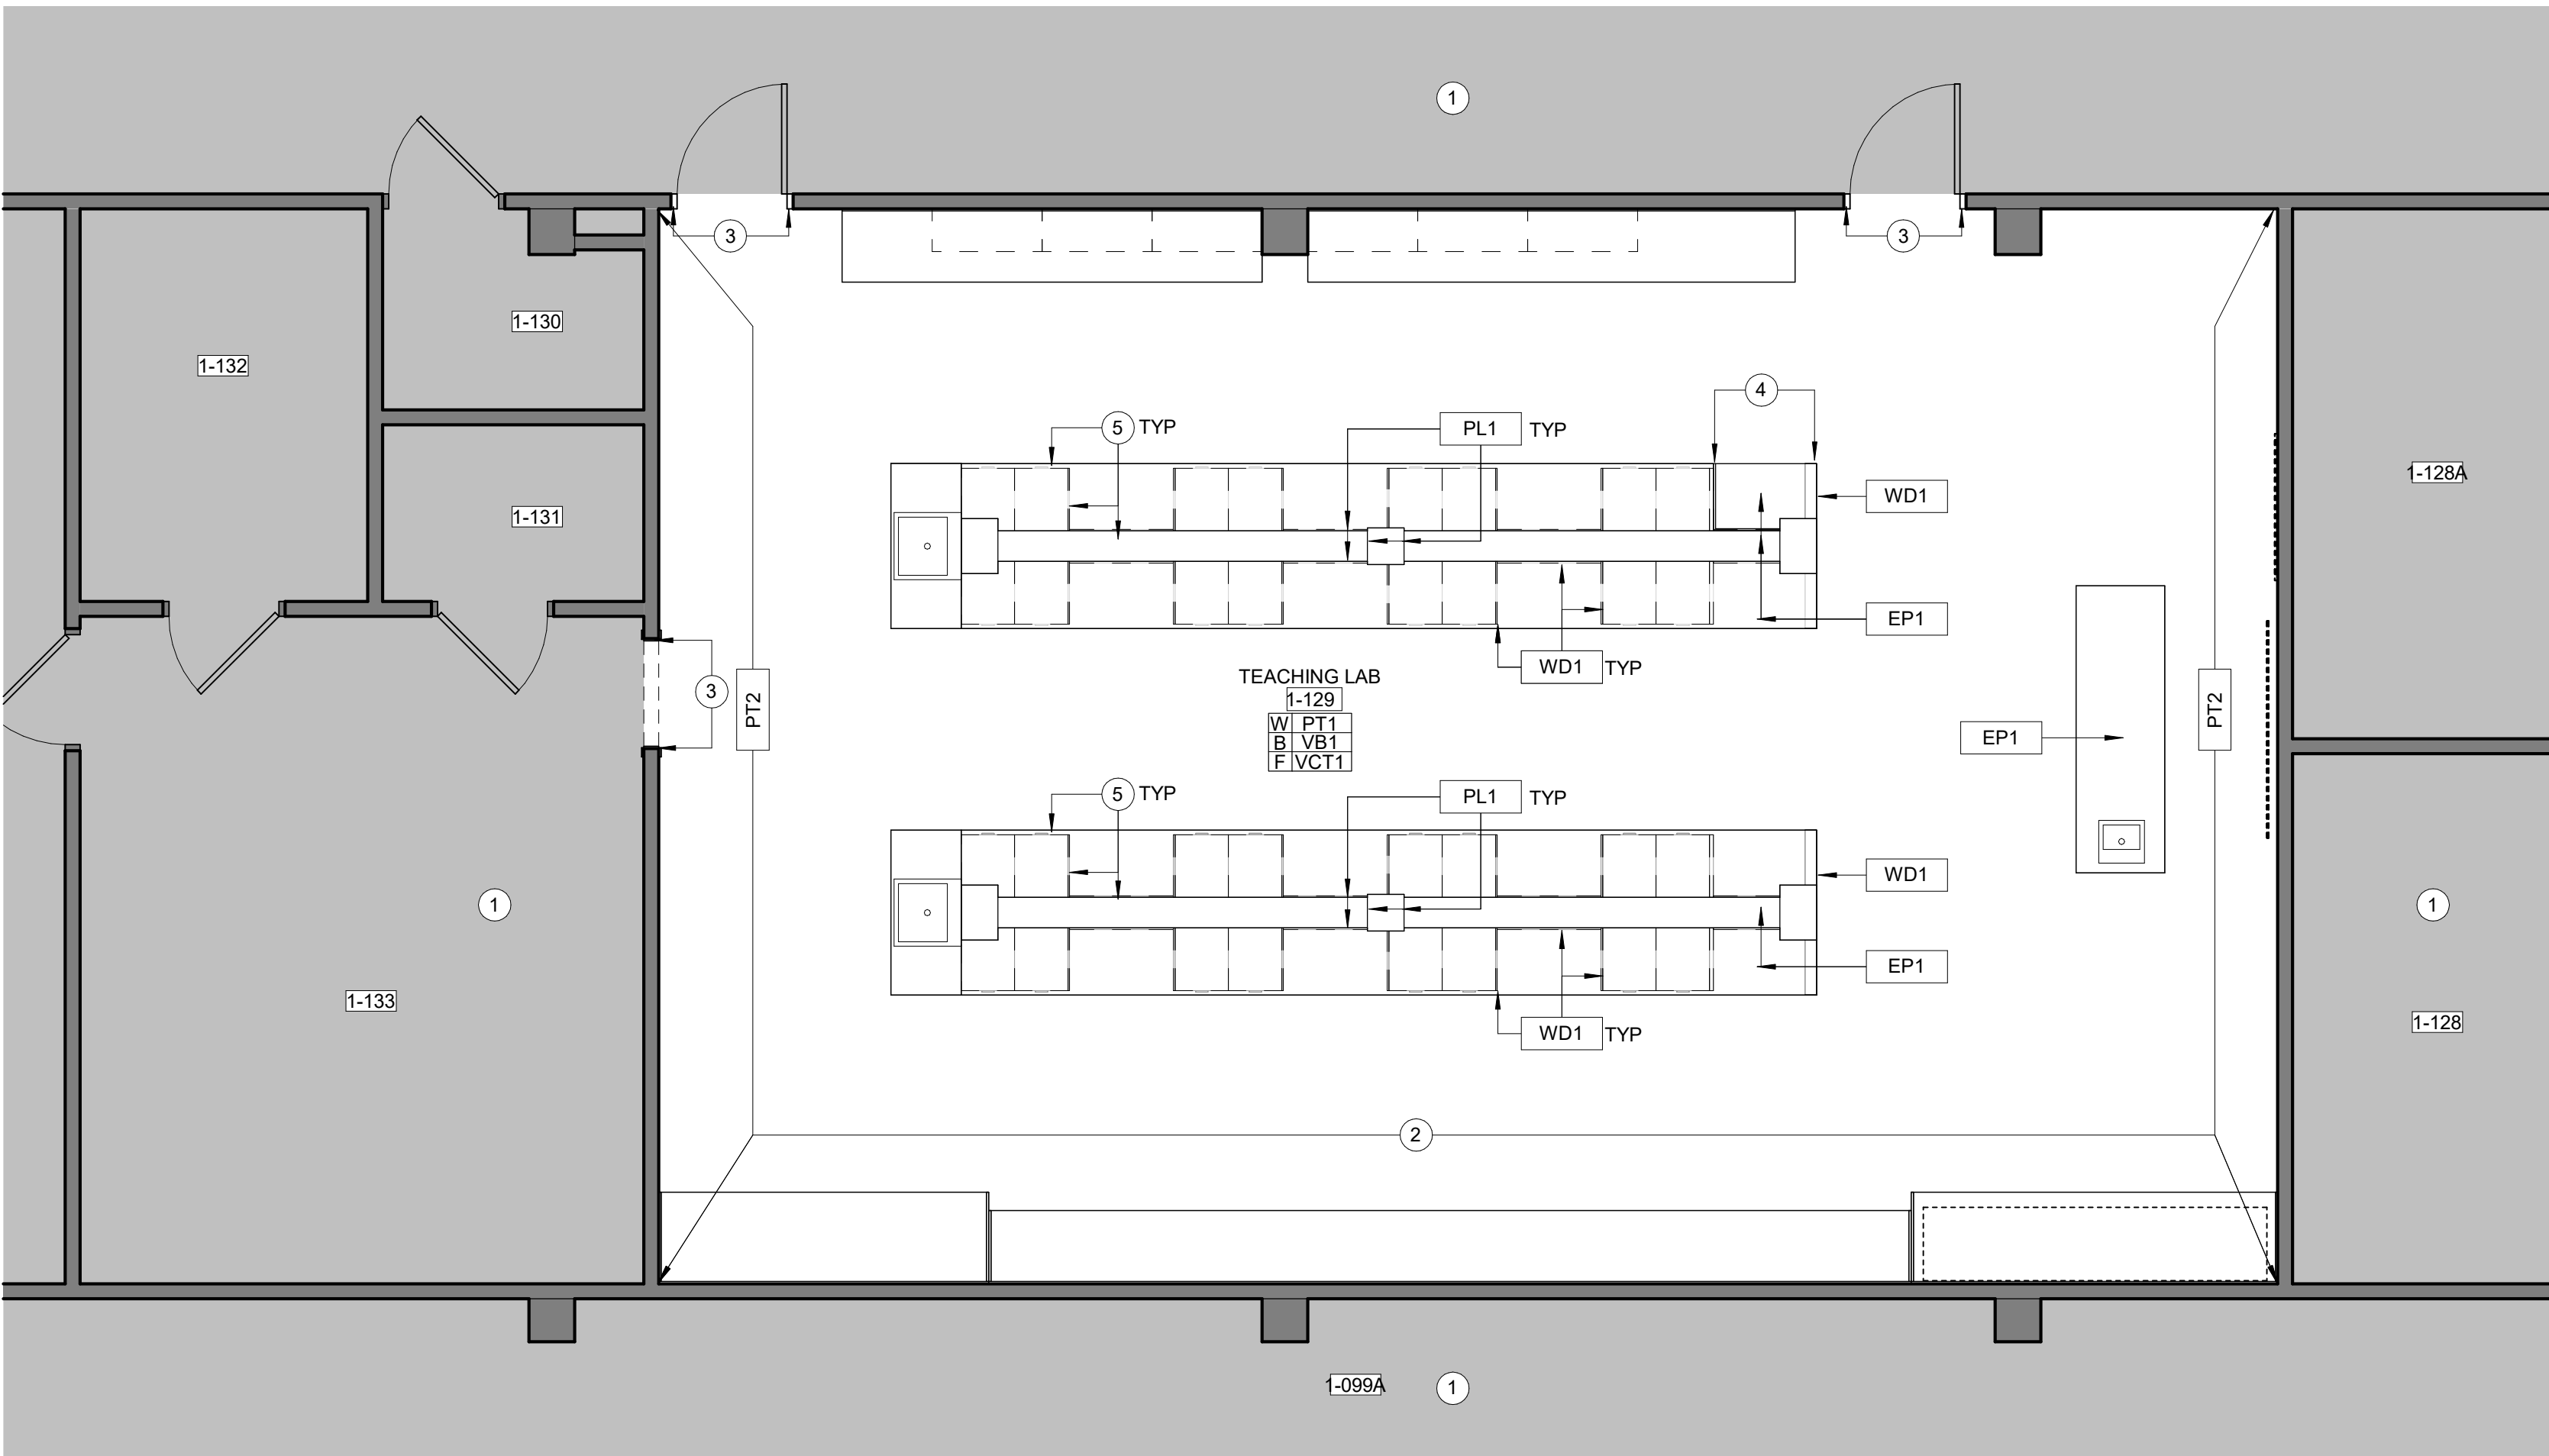 1
3
3
1-130
1-132
4
5 TYP
PL1 TYP
1-128A
WD1
1-131
EP1
WD1 TYP
TEACHING LAB
1-129
3
PT2
PT2
W PT1
B VB1
F VCT1
EP1
5 TYP
PL1 TYP
WD1
1
1
EP1
1-133
1-128
WD1 TYP
2
1-099A 1